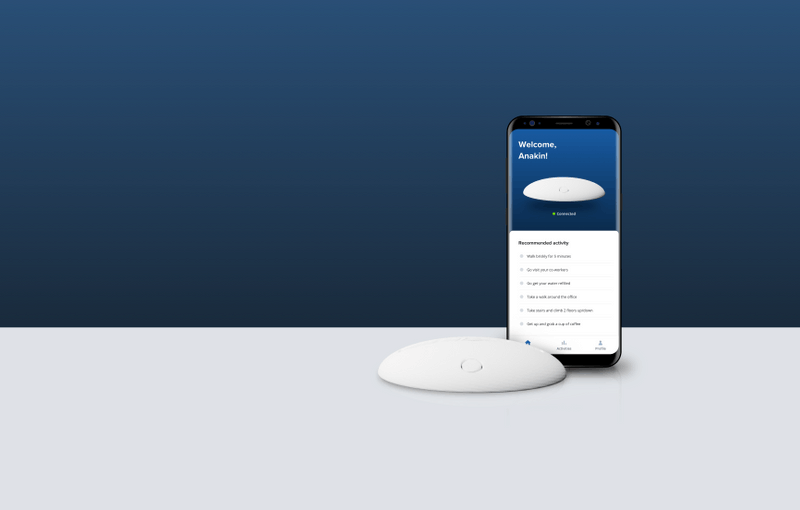 Welcome,
Anakin!
Connected
Recommended activity
Walk briskly for 5 minutes
Go visit your co-workers
Go get your water refilled
Take a walk around the office
Take stairs and climb 2 floors up/down
Get up and grab a cup of coffee
Activities
Profile